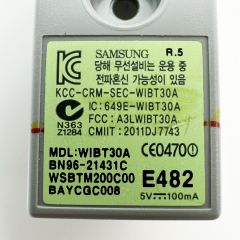 SAMSUNG R.5
당해 무선설비는 운용 중
전파혼신 가능성이 있음
KCC-CRM-SEC-WIBT30A
IC: 649E-WIBT30A
FCC: A3LWIBT30A
CMIIT: 2011DJ7743
N363
Z1284
MDL: WIBT30A
CE0470
BN96-21431C
WSBTM200C00
E482
BAYCGC008
5V⎓100mA